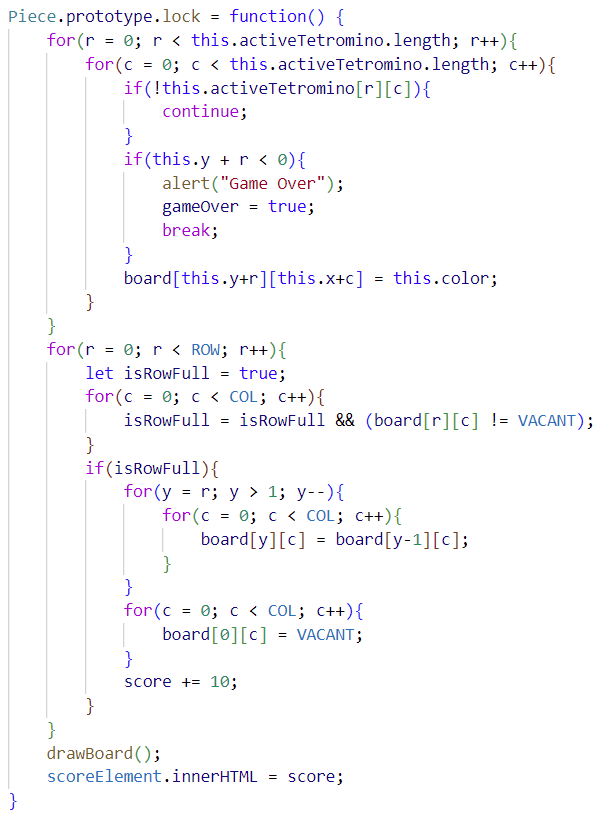 Piece.prototype.lock = function() {
    for(r = 0; r < this.activeTetromino.length; r++){
        for(c = 0; c < this.activeTetromino.length; c++){
            if(!this.activeTetromino[r][c]){
                continue;
            }
            if(this.y + r < 0){
                alert("Game Over");
                gameOver = true;
                break;
            }
            board[this.y+r][this.x+c] = this.color;
        }
    }
    for(r = 0; r < ROW; r++){
        let isRowFull = true;
        for(c = 0; c < COL; c++){
            isRowFull = isRowFull && (board[r][c] != VACANT);
        }
        if(isRowFull){
            for(y = r; y > 1; y--){
                for(c = 0; c < COL; c++){
                    board[y][c] = board[y-1][c];
                }
            }
            for(c = 0; c < COL; c++){
                board[0][c] = VACANT;
            }
            score += 10;
        }
    }
    drawBoard();
    scoreElement.innerHTML = score;
}